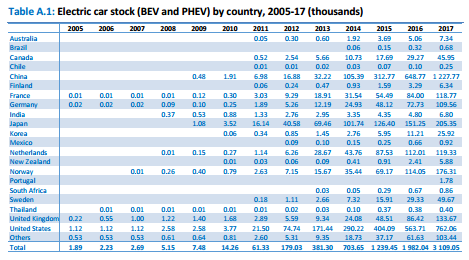 Table A.1: Electric car stock (BEV and PHEV) by country, 2005-17 (thousands)
2005 2006 2007 2008 2009 2010 2011 2012 2013 2014 2015 2016 2017
Australia 0.05 0.30 0.60 1.92 3.69 5.06 7.34
Brazil 0.06 0.15 0.32 0.68
Canada 0.52 2.54 5.66 10.73 17.69 29.27 45.95
Chile 0.01 0.01 0.02 0.03 0.07 0.10 0.25
China 0.48 1.91 6.98 16.88 32.22 105.39 312.77 648.77 1 227.77
Finland 0.06 0.24 0.47 0.93 1.59 3.29 6.34
France 0.01 0.01 0.01 0.01 0.12 0.30 3.03 9.29 18.91 31.54 54.49 84.00 118.77
Germany 0.02 0.02 0.02 0.09 0.10 0.25 1.89 5.26 12.19 24.93 48.12 72.73 109.56
India 0.37 0.53 0.88 1.33 2.76 2.95 3.35 4.35 4.80 6.80
Japan 1.08 3.52 16.14 40.58 69.46 101.74 126.40 151.25 205.35
Korea 0.06 0.34 0.85 1.45 2.76 5.95 11.21 25.92
Mexico 0.09 0.10 0.15 0.25 0.66 0.92
Netherlands 0.01 0.15 0.27 1.14 6.26 28.67 43.76 87.53 112.01 119.33
New Zealand 0.01 0.03 0.06 0.09 0.41 0.91 2.41 5.88
Norway 0.01 0.26 0.40 0.79 2.63 7.15 15.67 35.44 69.17 114.05 176.31
Portugal 1.78
South Africa 0.03 0.05 0.29 0.67 0.86
Sweden 0.18 1.11 2.66 7.32 15.91 29.33 49.67
Thailand 0.01 0.01 0.01 0.01 0.01 0.01 0.02 0.03 0.10 0.37 0.38 0.40
United Kingdom 0.22 0.55 1.00 1.22 1.40 1.68 2.89 5.59 9.34 24.08 48.51 86.42 133.67
United States 1.12 1.12 1.12 2.58 2.58 3.77 21.50 74.74 171.44 290.22 404.09 563.71 762.06
Others 0.53 0.53 0.53 0.61 0.64 0.81 2.60 5.31 9.35 18.73 37.17 61.63 103.44
Total 1.89 2.23 2.69 5.15 7.48 14.26 61.33 179.03 381.30 703.65 1 239.45 1 982.04 3 109.05